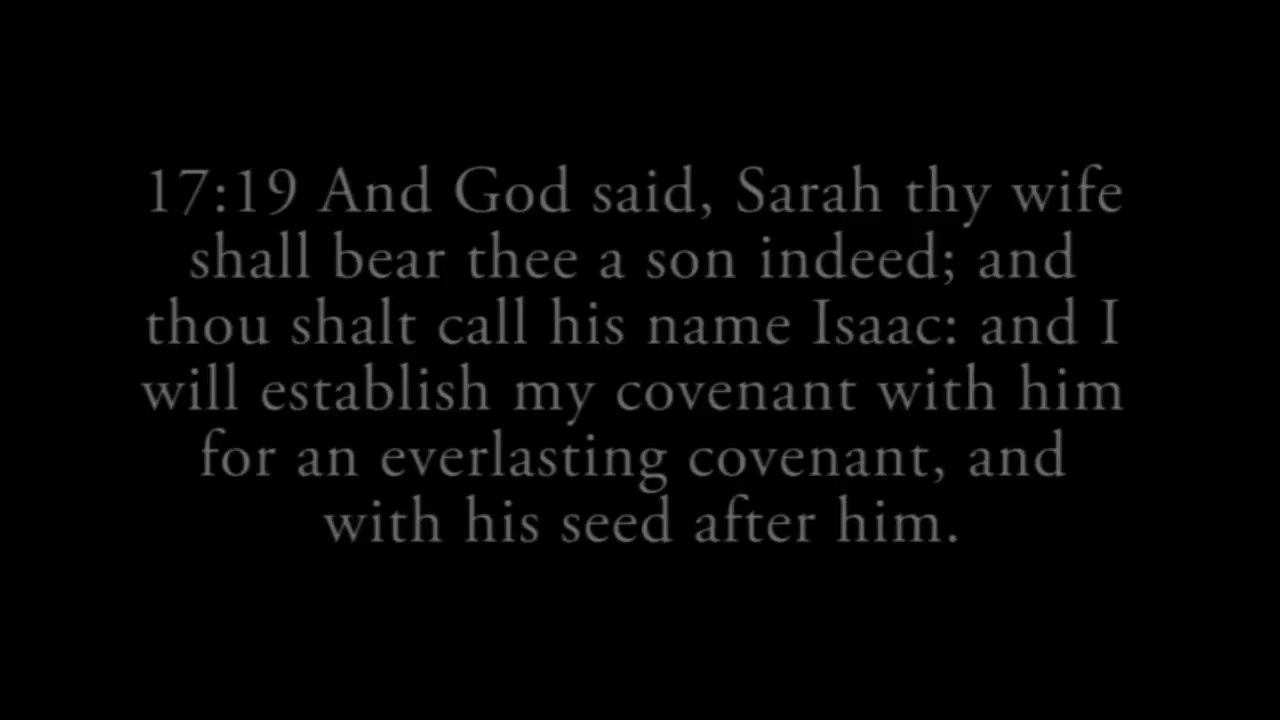 17:19 And God said, Sarah thy wife
shall bear thee a son indeed; and
thou shalt call his name Isaac: and I
will establish my covenant with him
for an everlasting covenant, and
with his seed after him.